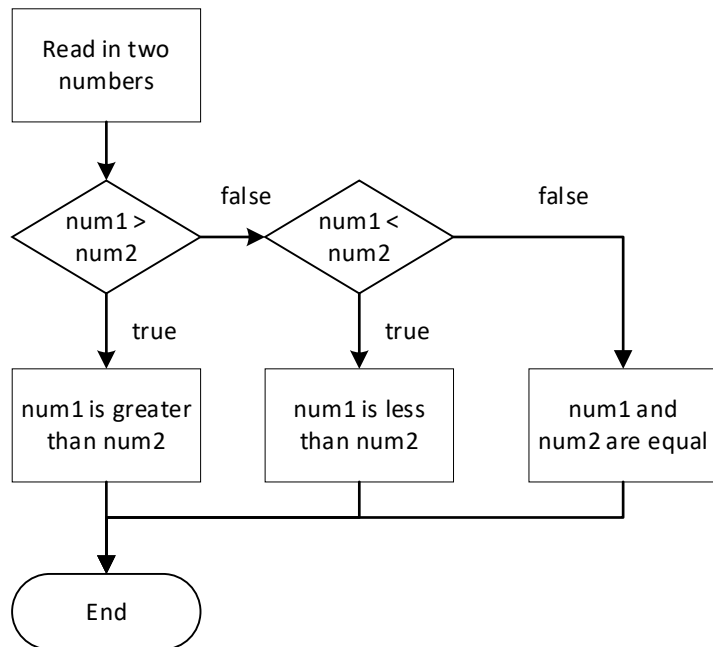 Read in two
numbers
false
false
num1 >
num2
num1 <
num2
true
true
num1 is greater
than num2
num1 is less
than num2
num1 and
num2 are equal
End